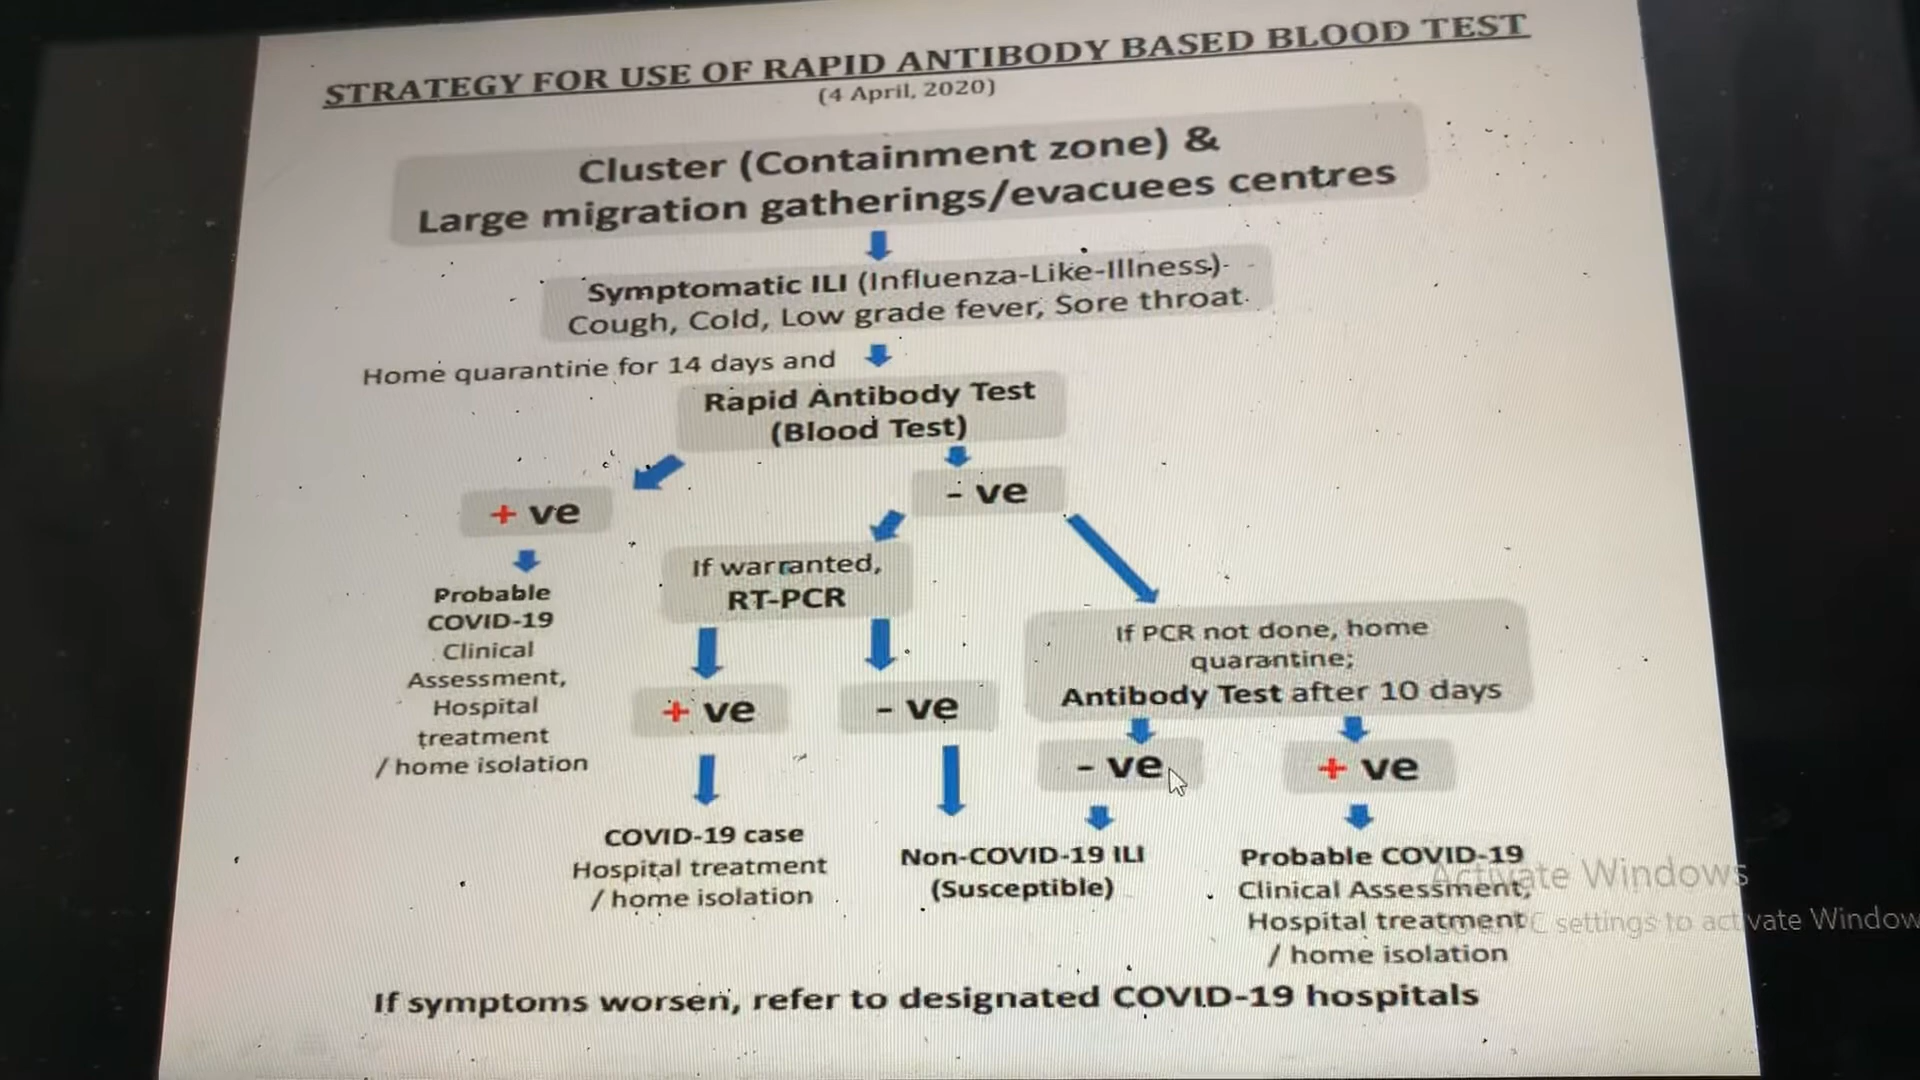 STRATEGY FOR USE OF RAPID ANTIBODY BASED BLOOD TEST
(4 April, 2020)
Cluster (Containment zone) &
Large migration gatherings/evacuees centres
Symptomatic ILI (Influenza-Like-Illness)-
Cough, Cold, Low grade fever, Sore throat
Home quarantine for 14 days and
Rapid Antibody Test
(Blood Test)
+ ve
- ve
Probable
COVID-19
Clinical
Assessment,
Hospital
treatment
/ home isolation
If warranted,
RT-PCR
If PCR not done, home
quarantine;
Antibody Test after 10 days
+ ve
- ve
- ve
+ ve
COVID-19 case
Hospital treatment
/ home isolation
Non-COVID-19 ILI
(Susceptible)
Probable COVID-19
Clinical Assessment,
Hospital treatment
/ home isolation
If symptoms worsen, refer to designated COVID-19 hospitals
Activate Windows
PC settings to activate Window